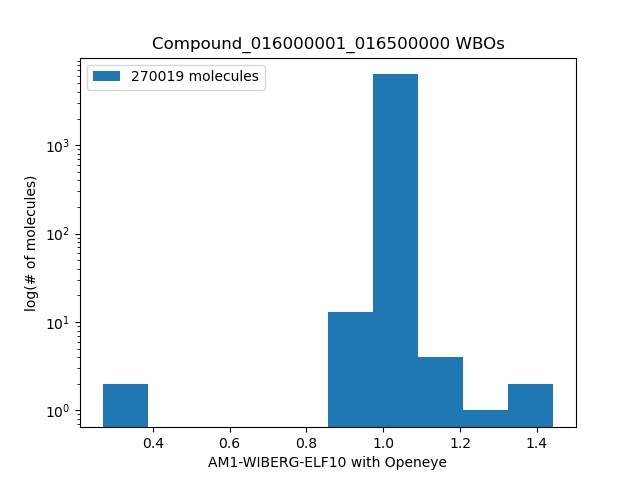 Compound_016000001_016500000 WBOs
270019 molecules
log(# of molecules)
10³
10²
10¹
10⁰
0.4 0.6 0.8 1.0 1.2 1.4
AM1-WIBERG-ELF10 with Openeye